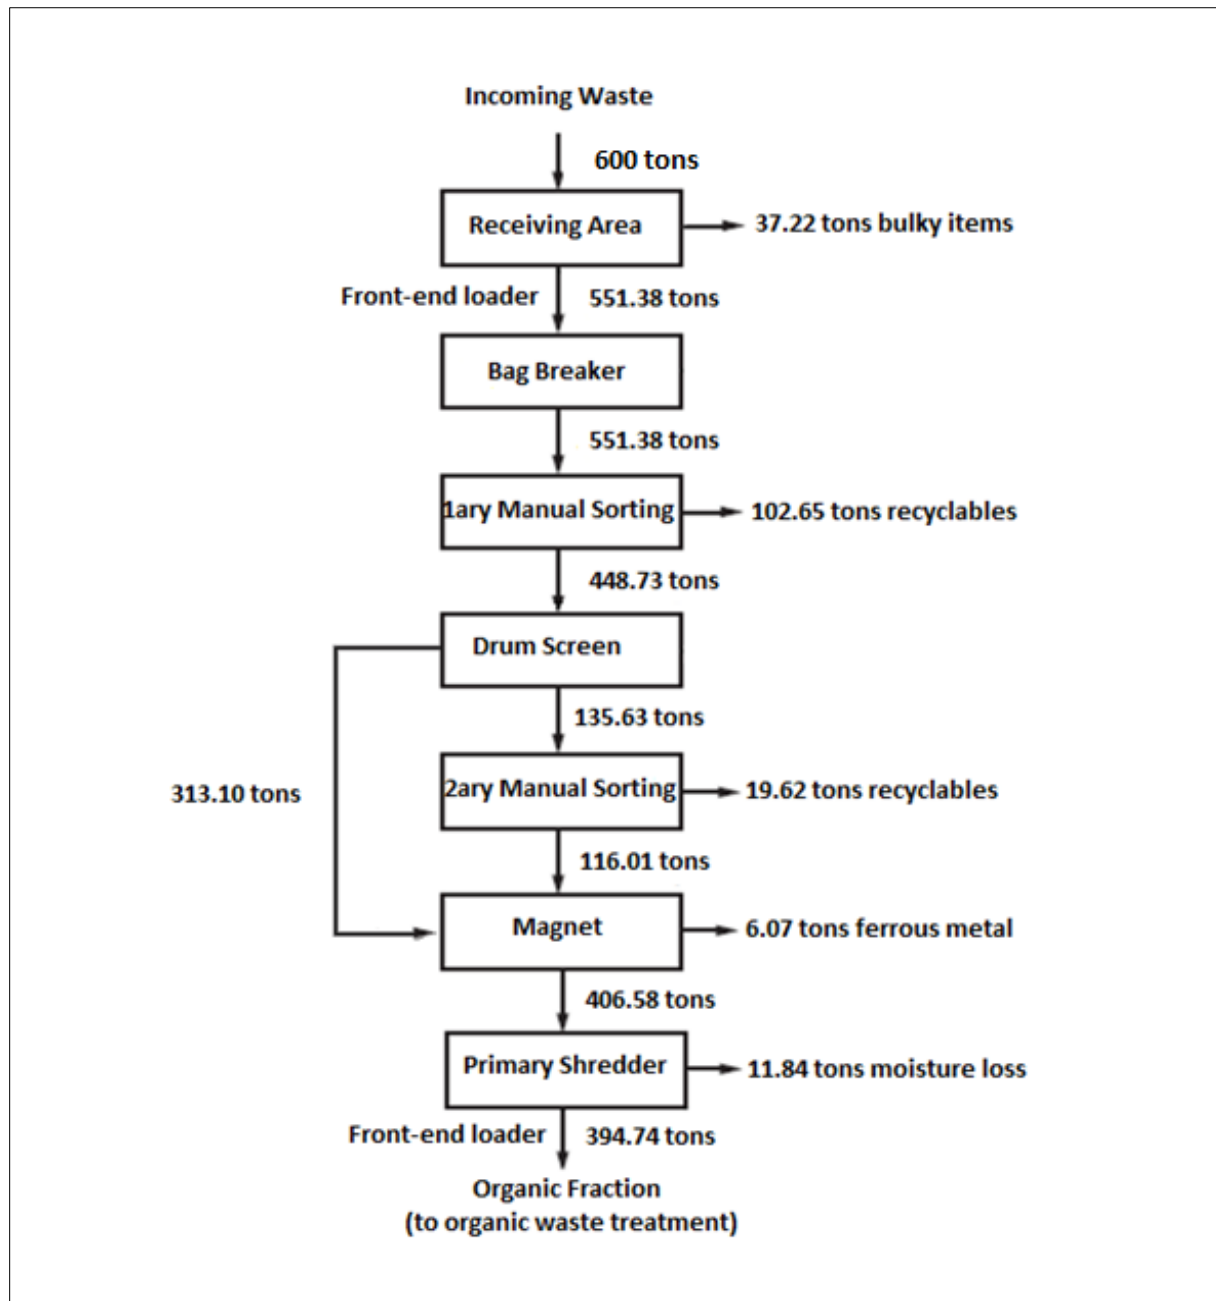 Incoming Waste
600 tons
Receiving Area
37.22 tons bulky items
Front-end loader
551.38 tons
Bag Breaker
551.38 tons
1ary Manual Sorting
102.65 tons recyclables
448.73 tons
Drum Screen
135.63 tons
313.10 tons
2ary Manual Sorting
19.62 tons recyclables
116.01 tons
Magnet
6.07 tons ferrous metal
406.58 tons
Primary Shredder
11.84 tons moisture loss
Front-end loader
394.74 tons
Organic Fraction
(to organic waste treatment)